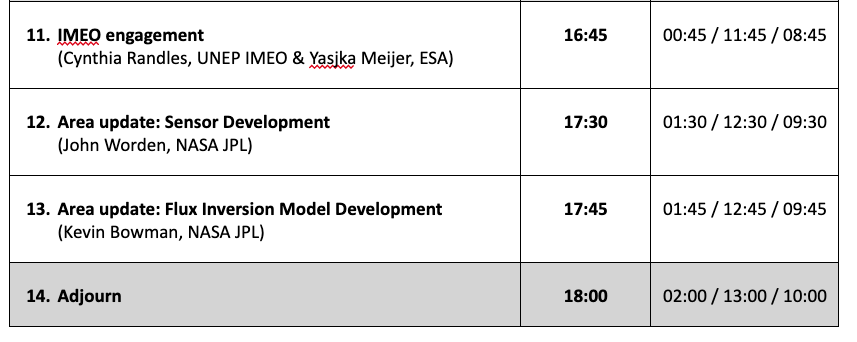 11. IMEO engagement 16:45 00:45 / 11:45 / 08:45
(Cynthia Randles, UNEP IMEO & Yasjka Meijer, ESA)
12. Area update: Sensor Development 17:30 01:30 / 12:30 / 09:30
(John Worden, NASA JPL)
13. Area update: Flux Inversion Model Development 17:45 01:45 / 12:45 / 09:45
(Kevin Bowman, NASA JPL)
14. Adjourn 18:00 02:00 / 13:00 / 10:00